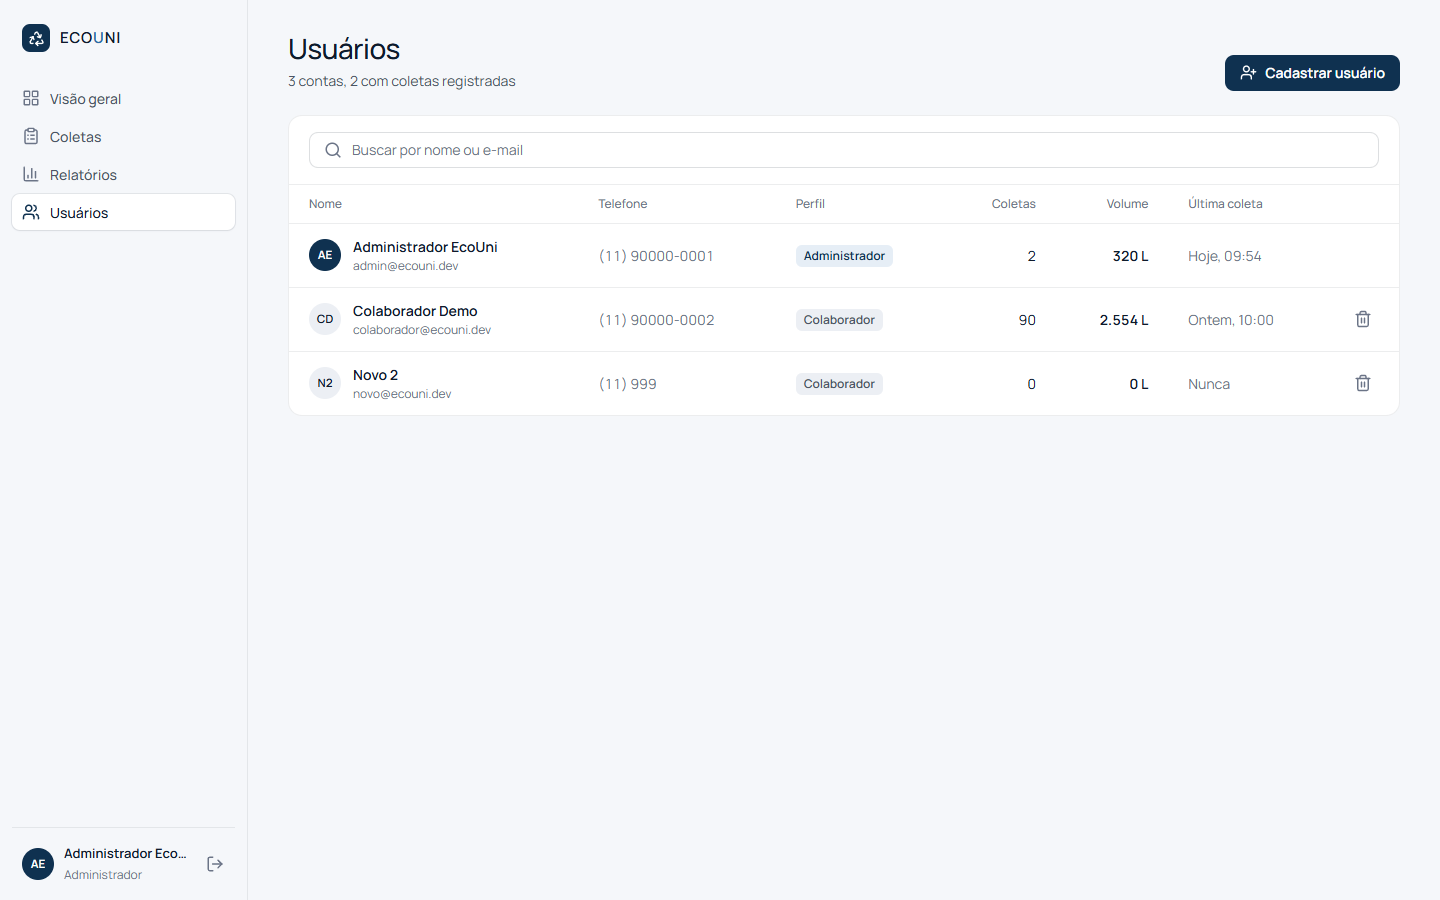 ECOUNI
Visão geral
Coletas
Relatórios
Usuários
Administrador Eco...
AE
Administrador
Usuários
3 contas, 2 com coletas registradas
Cadastrar usuário
Buscar por nome ou e-mail
Nome Telefone Perfil Coletas Volume Última coleta
AE Administrador EcoUni (11) 90000-0001 Administrador 2 320 L Hoje, 09:54
admin@ecouni.dev
CD Colaborador Demo (11) 90000-0002 Colaborador 90 2.554 L Ontem, 10:00
colaborador@ecouni.dev
N2 Novo 2 (11) 999 Colaborador 0 0 L Nunca
novo@ecouni.dev